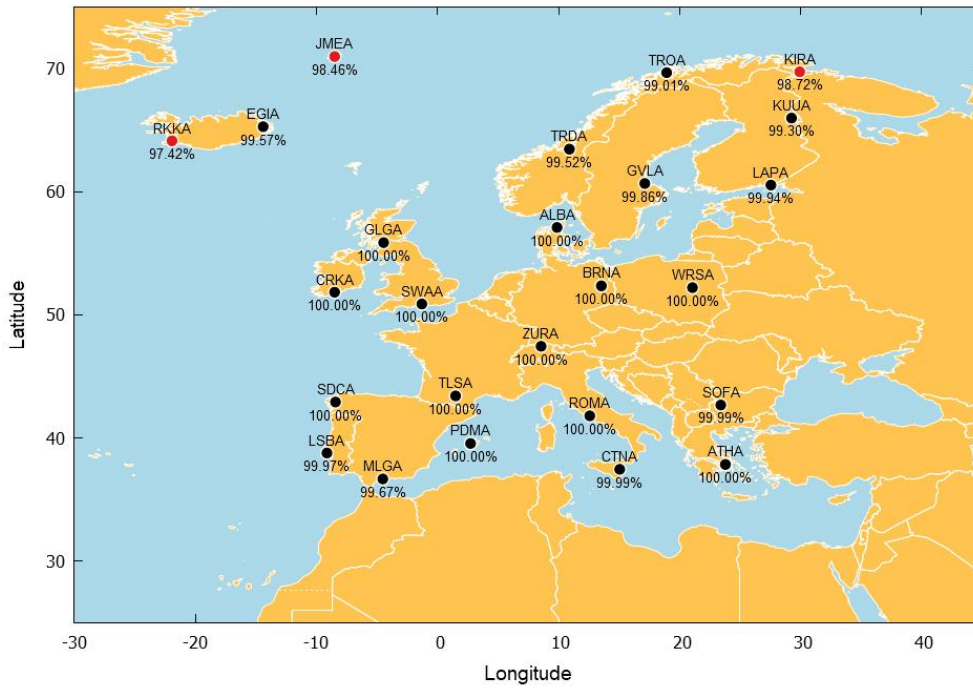 70
60
50
40
30
-30
-20
-10
0
10
20
30
40
Latitude
Longitude
JMEA
98.46%
TROA
99.01%
KIRA
98.72%
KUUA
99.30%
EGIA
99.57%
RKKA
97.42%
TRDA
99.52%
GVLA
99.86%
LAPA
99.94%
ALBA
100.00%
GLGA
100.00%
CRKA
100.00%
SWAA
100.00%
BRNA
100.00%
WRSA
100.00%
ZURA
100.00%
SDCA
100.00%
TLSA
100.00%
ROMA
100.00%
SOFA
99.99%
LSBA
99.97%
PDMA
100.00%
MLGA
99.67%
CTNA
99.99%
ATHA
100.00%